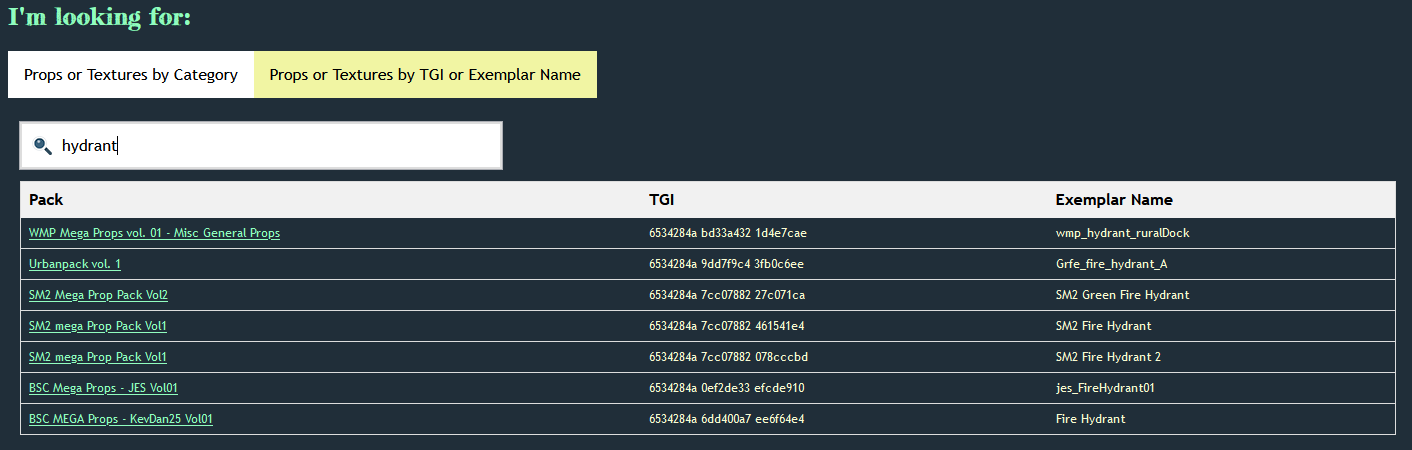 I'm looking for:
Props or Textures by Category Props or Textures by TGI or Exemplar Name
hydrant
Pack TGI Exemplar Name
WMP Mega Props vol. 01 - Misc General Props 6534284a bd33a432 1d4e7cae wmp_hydrant_ruralDock
Urbanpack vol. 1 6534284a 9dd7f9c4 3fb0c6ee Grfe_fire_hydrant_A
SM2 Mega Prop Pack Vol2 6534284a 7cc07882 27c071ca SM2 Green Fire Hydrant
SM2 mega Prop Pack Vol1 6534284a 7cc07882 461541e4 SM2 Fire Hydrant
SM2 mega Prop Pack Vol1 6534284a 7cc07882 078cccbd SM2 Fire Hydrant 2
BSC Mega Props - JES Vol01 6534284a 0ef2de33 efcde910 jes_FireHydrant01
BSC MEGA Props - KevDan25 Vol01 6534284a 6dd400a7 ee6f64e4 Fire Hydrant